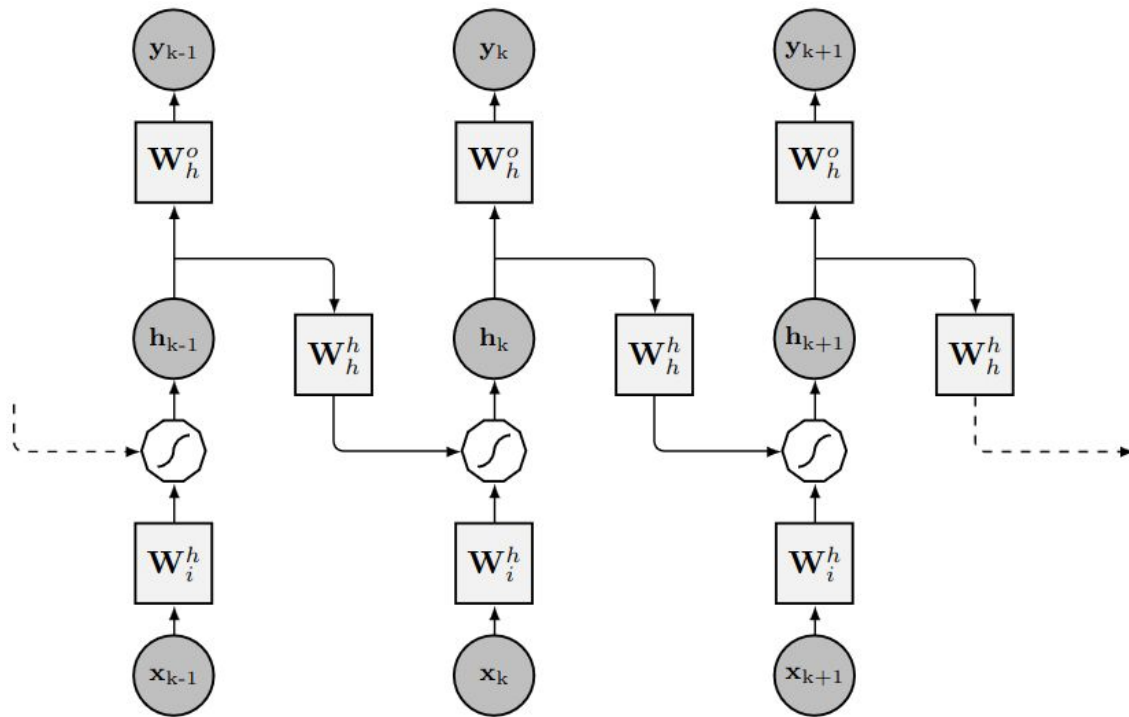 y_{k-1} y_k y_{k+1}
W_h^o W_h^o W_h^o
h_{k-1} W_h^h h_k W_h^h h_{k+1} W_h^h
W_i^h W_i^h W_i^h
x_{k-1} x_k x_{k+1}